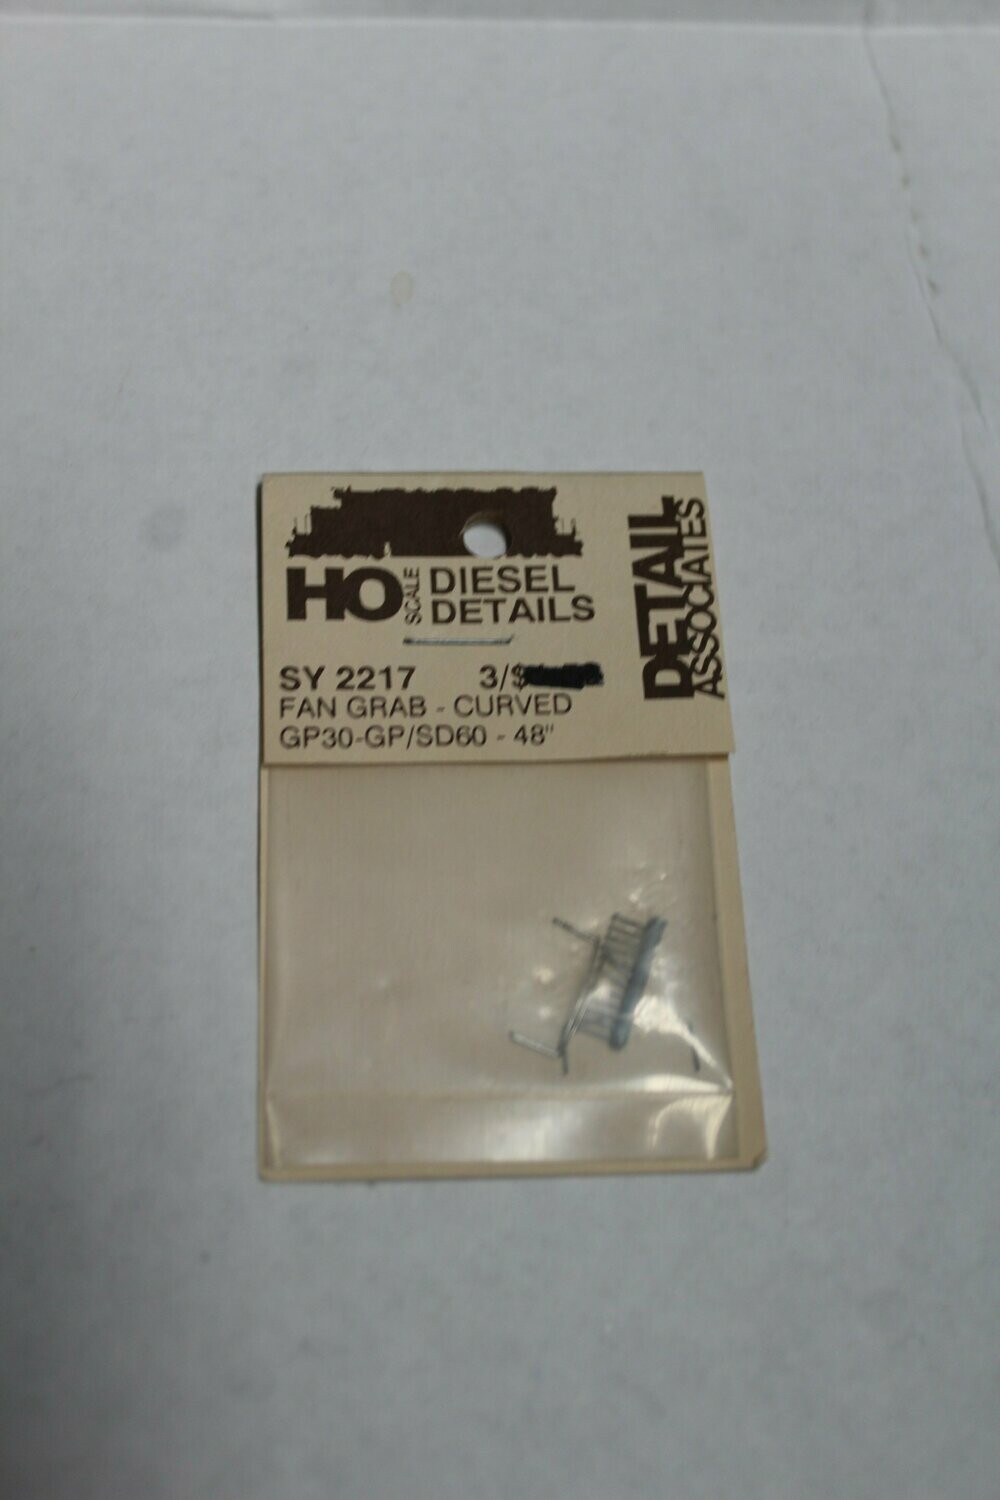 HO SCALE DIESEL
DETAILS
DETAIL
ASSOCIATES
SY 2217 3/$
FAN GRAB - CURVED
GP30-GP/SD60 - 48"